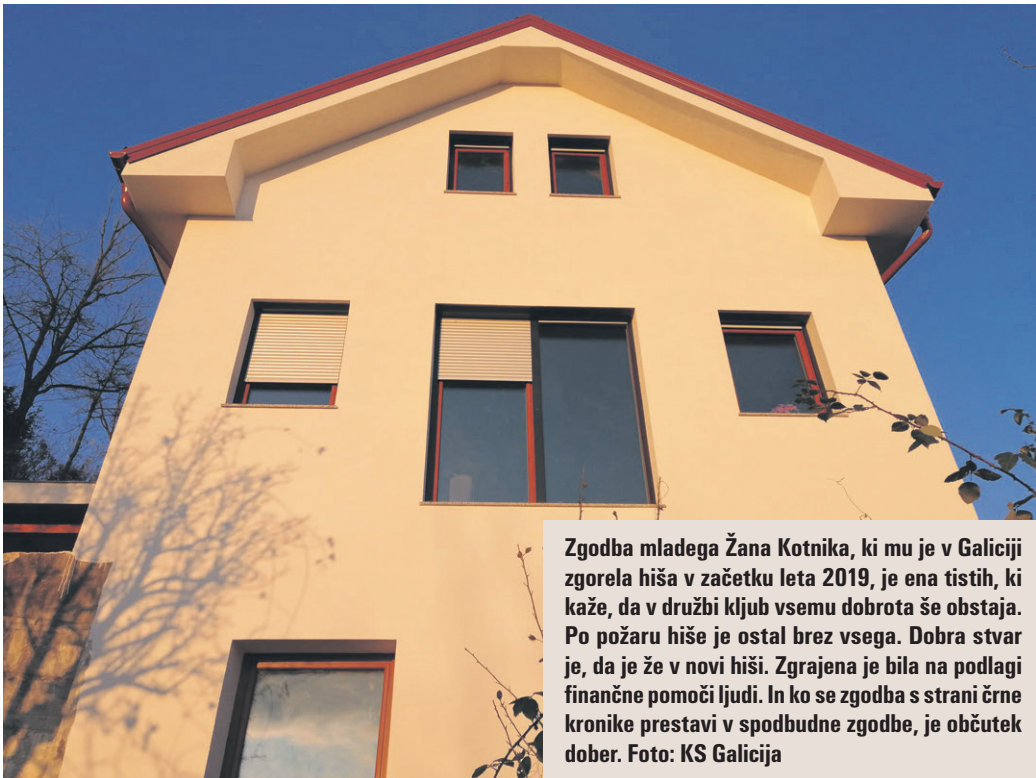 Zgodba mladega Žana Kotnika, ki mu je v Galiciji
zgorela hiša v začetku leta 2019, je ena tistih, ki
kaže, da v družbi kljub vsemu dobrota še obstaja.
Po požaru hiše je ostal brez vsega. Dobra stvar
je, da je že v novi hiši. Zgrajena je bila na podlagi
finančne pomoči ljudi. In ko se zgodba s strani črne
kronike prestavi v spodbudne zgodbe, je občutek
dober. Foto: KS Galicija